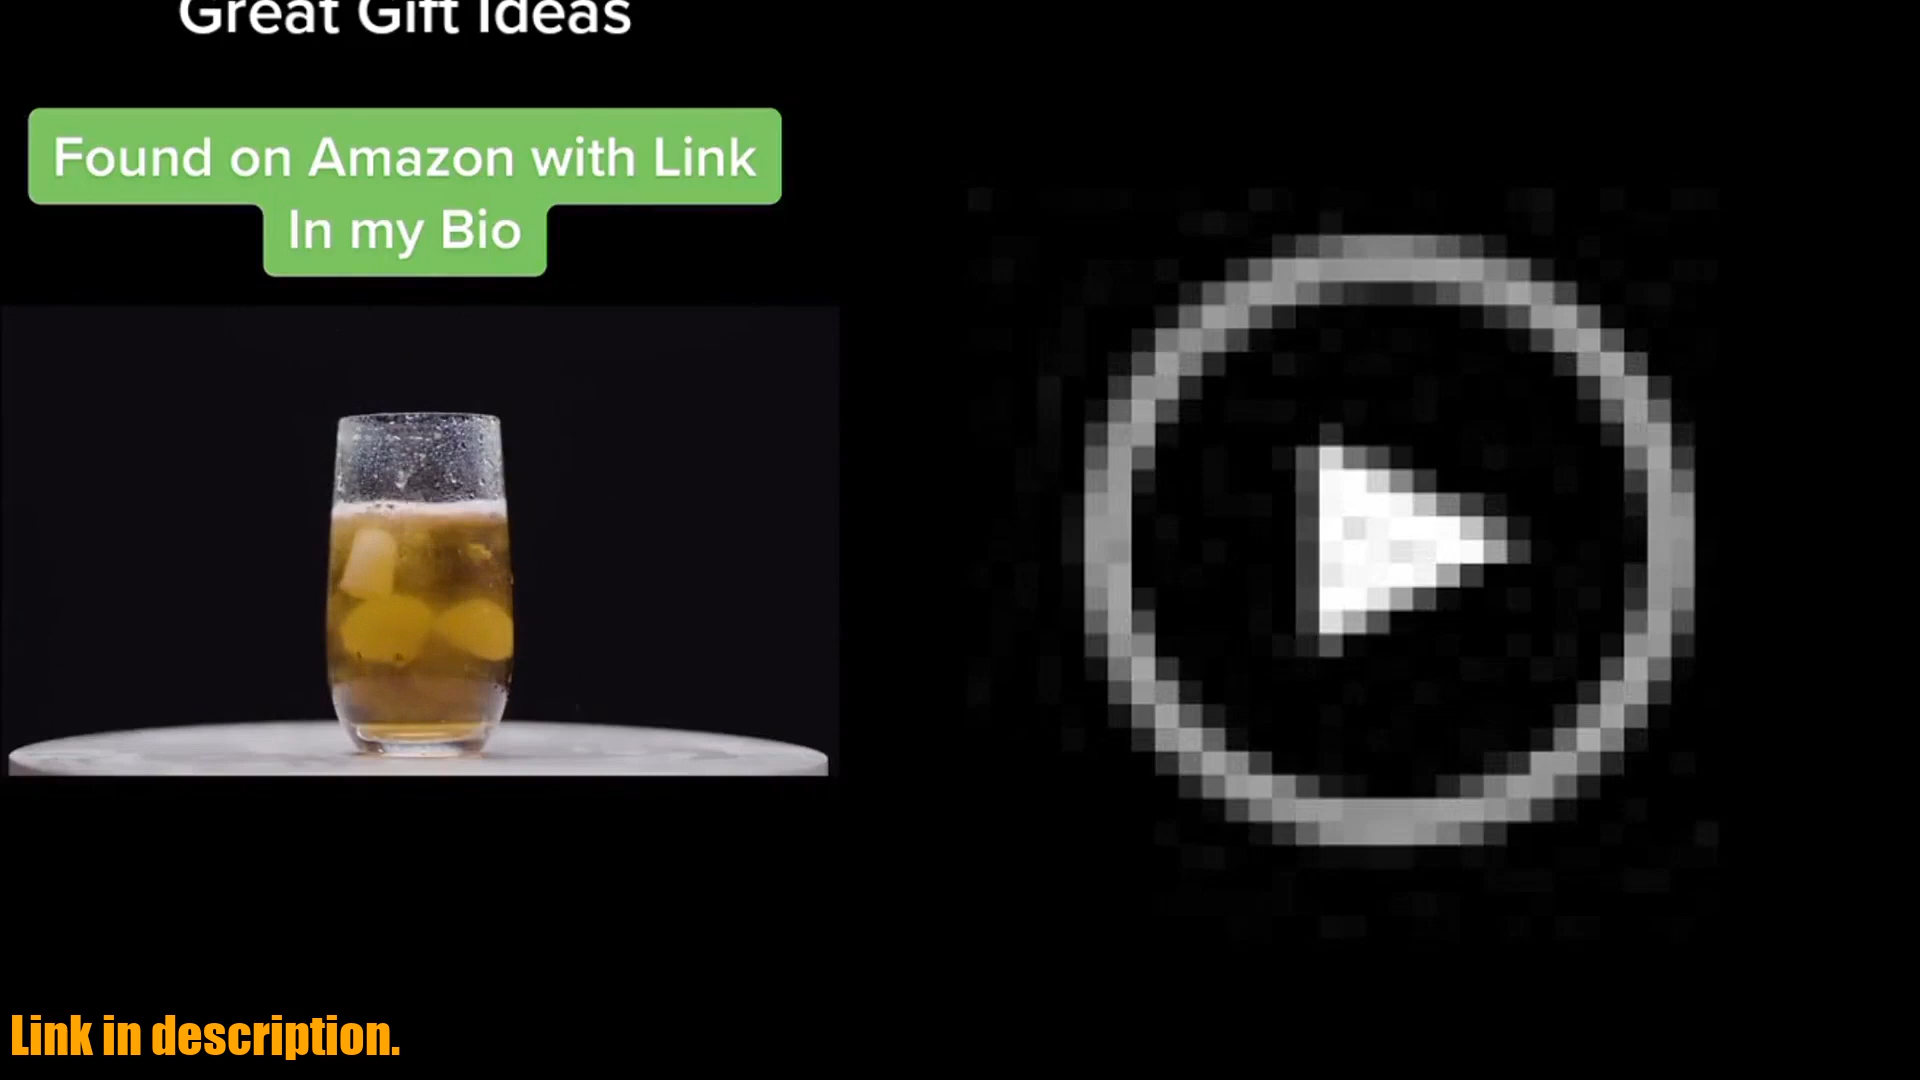 Great Gift Ideas
Found on Amazon with Link
In my Bio
Link in description.